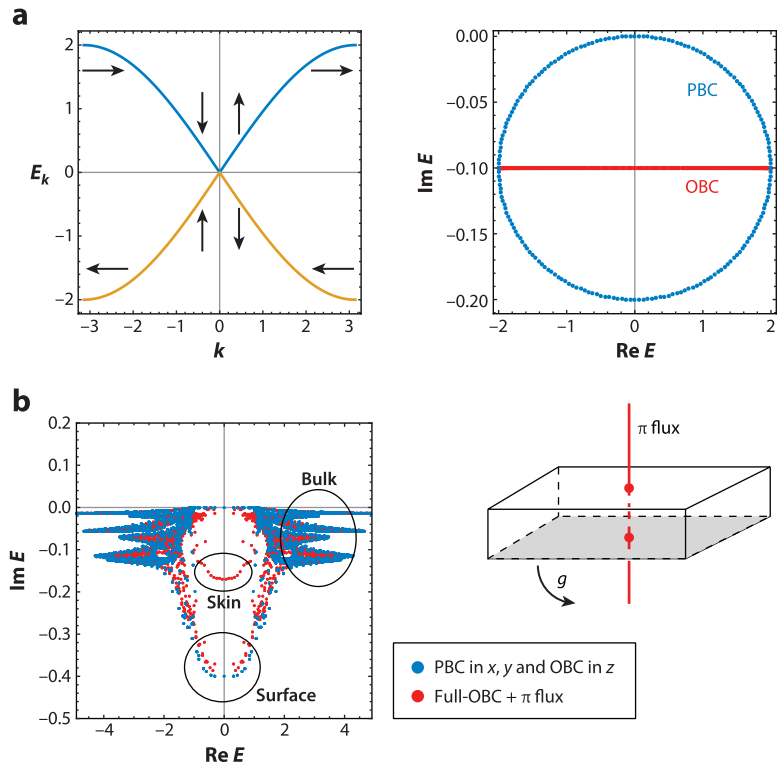 a
2
1
0
−1
−2
E_k
−3
−2
−1
0
1
2
3
k
0.00
−0.05
−0.10
−0.15
−0.20
Im E
PBC
OBC
−2
−1
0
1
2
Re E
b
0.2
0.1
0.0
−0.1
−0.2
−0.3
−0.4
−0.5
Im E
Bulk
Skin
Surface
−4
−2
0
2
4
Re E
π flux
g
PBC in x, y and OBC in z
Full-OBC + π flux